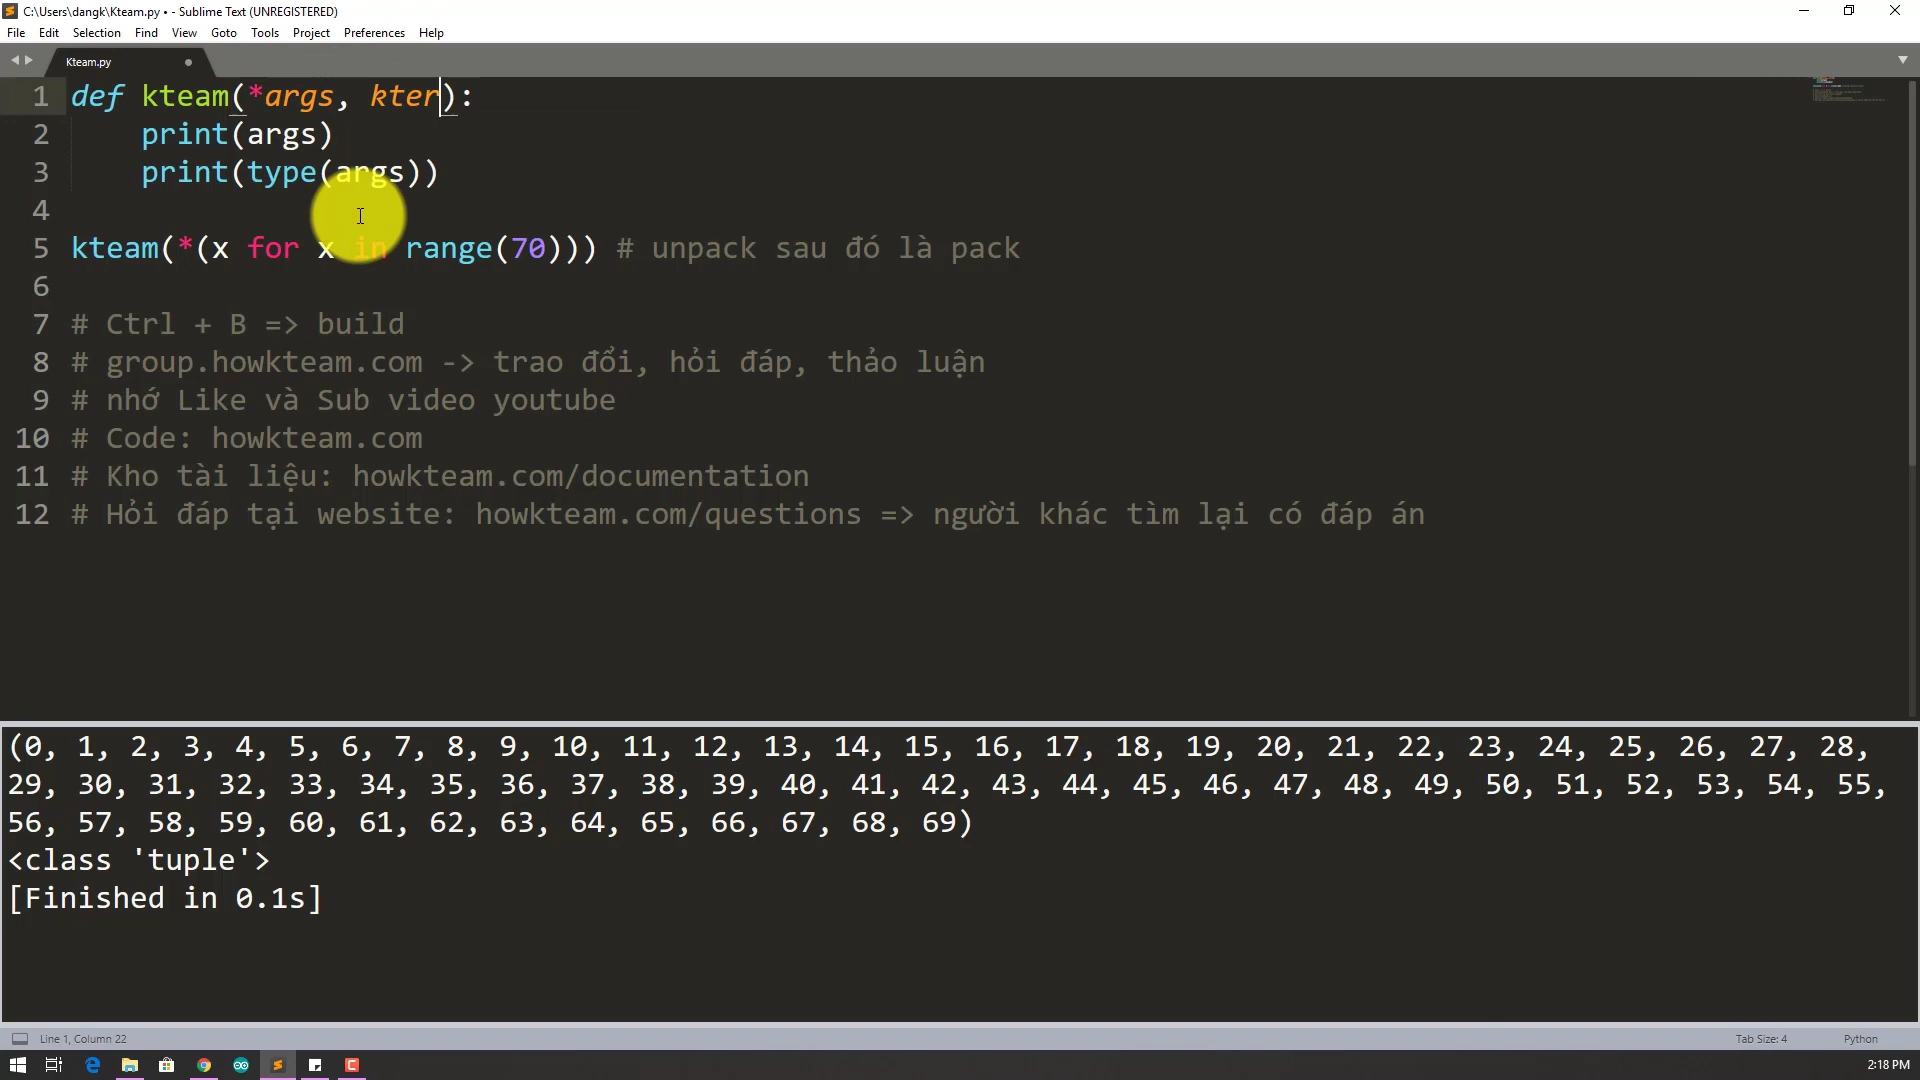 C:\Users\dangk\Kteam.py • - Sublime Text (UNREGISTERED)
File Edit Selection Find View Goto Tools Project Preferences Help
Kteam.py
1 def kteam(*args, kter):
2 print(args)
3 print(type(args))
4
5 kteam(*(x for x in range(70))) # unpack sau đó là pack
6
7 # Ctrl + B => build
8 # group.howkteam.com -> trao đổi, hỏi đáp, thảo luận
9 # nhớ Like và Sub video youtube
10 # Code: howkteam.com
11 # Kho tài liệu: howkteam.com/documentation
12 # Hỏi đáp tại website: howkteam.com/questions => người khác tìm lại có đáp án
(0, 1, 2, 3, 4, 5, 6, 7, 8, 9, 10, 11, 12, 13, 14, 15, 16, 17, 18, 19, 20, 21, 22, 23, 24, 25, 26, 27, 28,
29, 30, 31, 32, 33, 34, 35, 36, 37, 38, 39, 40, 41, 42, 43, 44, 45, 46, 47, 48, 49, 50, 51, 52, 53, 54, 55,
56, 57, 58, 59, 60, 61, 62, 63, 64, 65, 66, 67, 68, 69)
<class 'tuple'>
[Finished in 0.1s]
Line 1, Column 22 Tab Size: 4 Python
2:18 PM